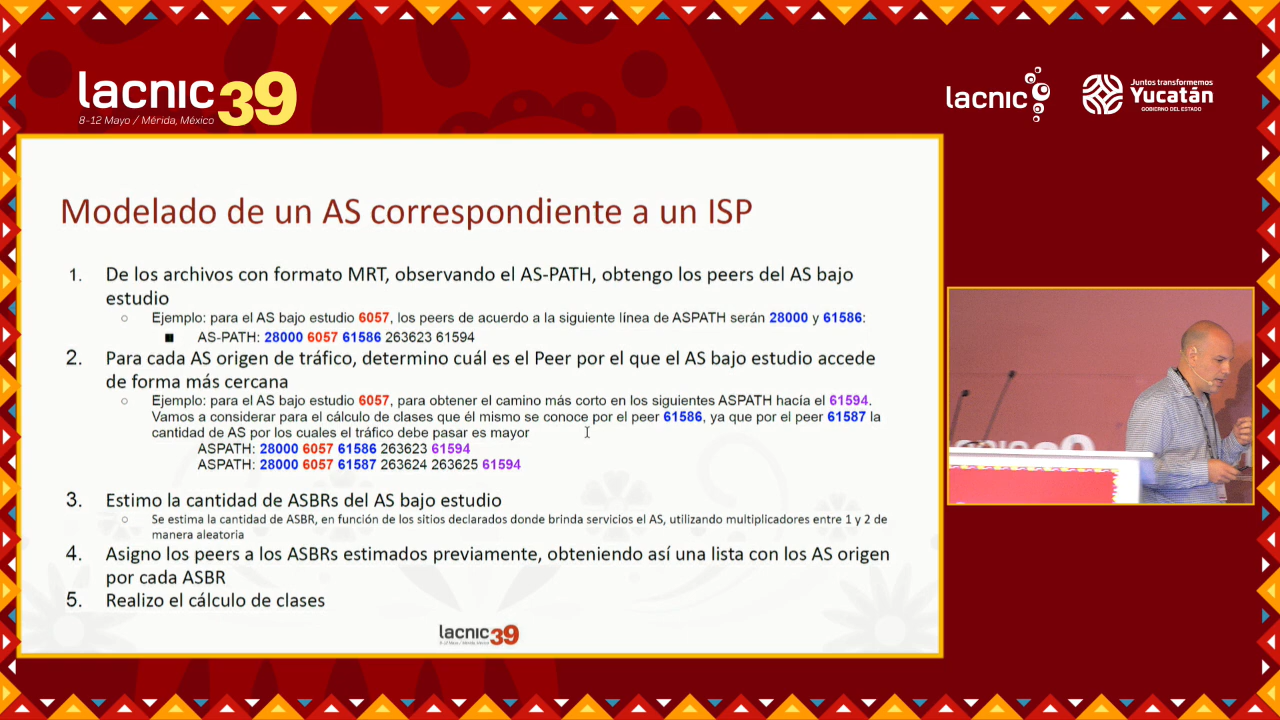 lacnic 39
8-12 Mayo / Mérida, México
lacnic
Juntos transformemos
Yucatán
GOBIERNO DEL ESTADO
Modelado de un AS correspondiente a un ISP
1. De los archivos con formato MRT, observando el AS-PATH, obtengo los peers del AS bajo
estudio
○ Ejemplo: para el AS bajo estudio 6057, los peers de acuerdo a la siguiente línea de ASPATH serán 28000 y 61586:
■ AS-PATH: 28000 6057 61586 263623 61594
2. Para cada AS origen de tráfico, determino cuál es el Peer por el que el AS bajo estudio accede
de forma más cercana
○ Ejemplo: para el AS bajo estudio 6057, para obtener el camino más corto en los siguientes ASPATH hacía el 61594.
Vamos a considerar para el cálculo de clases que él mismo se conoce por el peer 61586, ya que por el peer 61587 la
cantidad de AS por los cuales el tráfico debe pasar es mayor
ASPATH: 28000 6057 61586 263623 61594
ASPATH: 28000 6057 61587 263624 263625 61594
3. Estimo la cantidad de ASBRs del AS bajo estudio
○ Se estima la cantidad de ASBR, en función de los sitios declarados donde brinda servicios el AS, utilizando multiplicadores entre 1 y 2 de
manera aleatoria
4. Asigno los peers a los ASBRs estimados previamente, obteniendo así una lista con los AS origen
por cada ASBR
5. Realizo el cálculo de clases
lacnic 39